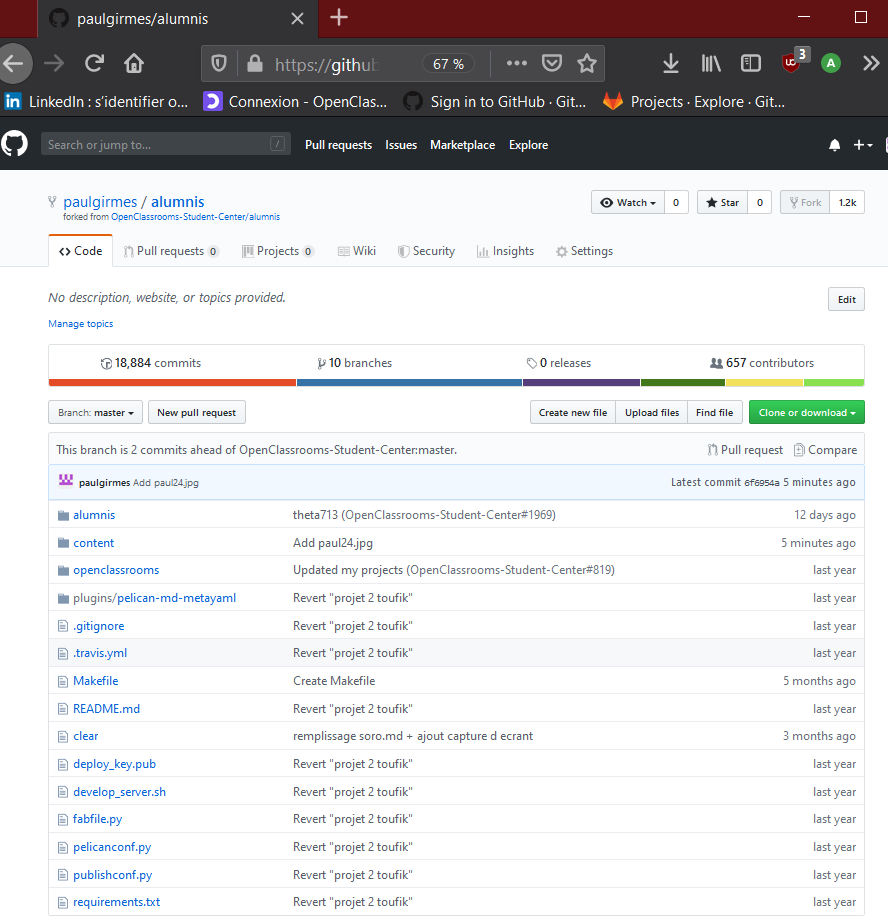 paulgirmes/alumnis
https://github
67 %
3
A
LinkedIn : s'identifier o...
Connexion - OpenClass...
Sign in to GitHub · Git...
Projects · Explore · Git...
Search or jump to...
/
Pull requests Issues Marketplace Explore
paulgirmes / alumnis
forked from OpenClassrooms-Student-Center/alumnis
Watch 0 Star 0 Fork 1.2k
Code Pull requests 0 Projects 0 Wiki Security Insights Settings
No description, website, or topics provided.
Edit
Manage topics
18,884 commits 10 branches 0 releases 657 contributors
Branch: master New pull request Create new file Upload files Find file Clone or download
This branch is 2 commits ahead of OpenClassrooms-Student-Center:master. Pull request Compare
paulgirmes Add paul24.jpg Latest commit 6f6954a 5 minutes ago
alumnis theta713 (OpenClassrooms-Student-Center#1969) 12 days ago
content Add paul24.jpg 5 minutes ago
openclassrooms Updated my projects (OpenClassrooms-Student-Center#819) last year
plugins/pelican-md-metayaml Revert "projet 2 toufik" last year
.gitignore Revert "projet 2 toufik" last year
.travis.yml Revert "projet 2 toufik" last year
Makefile Create Makefile 5 months ago
README.md Revert "projet 2 toufik" last year
clear remplissage soro.md + ajout capture d ecrant 3 months ago
deploy_key.pub Revert "projet 2 toufik" last year
develop_server.sh Revert "projet 2 toufik" last year
fabfile.py Revert "projet 2 toufik" last year
pelicanconf.py Revert "projet 2 toufik" last year
publishconf.py Revert "projet 2 toufik" last year
requirements.txt Revert "projet 2 toufik" last year